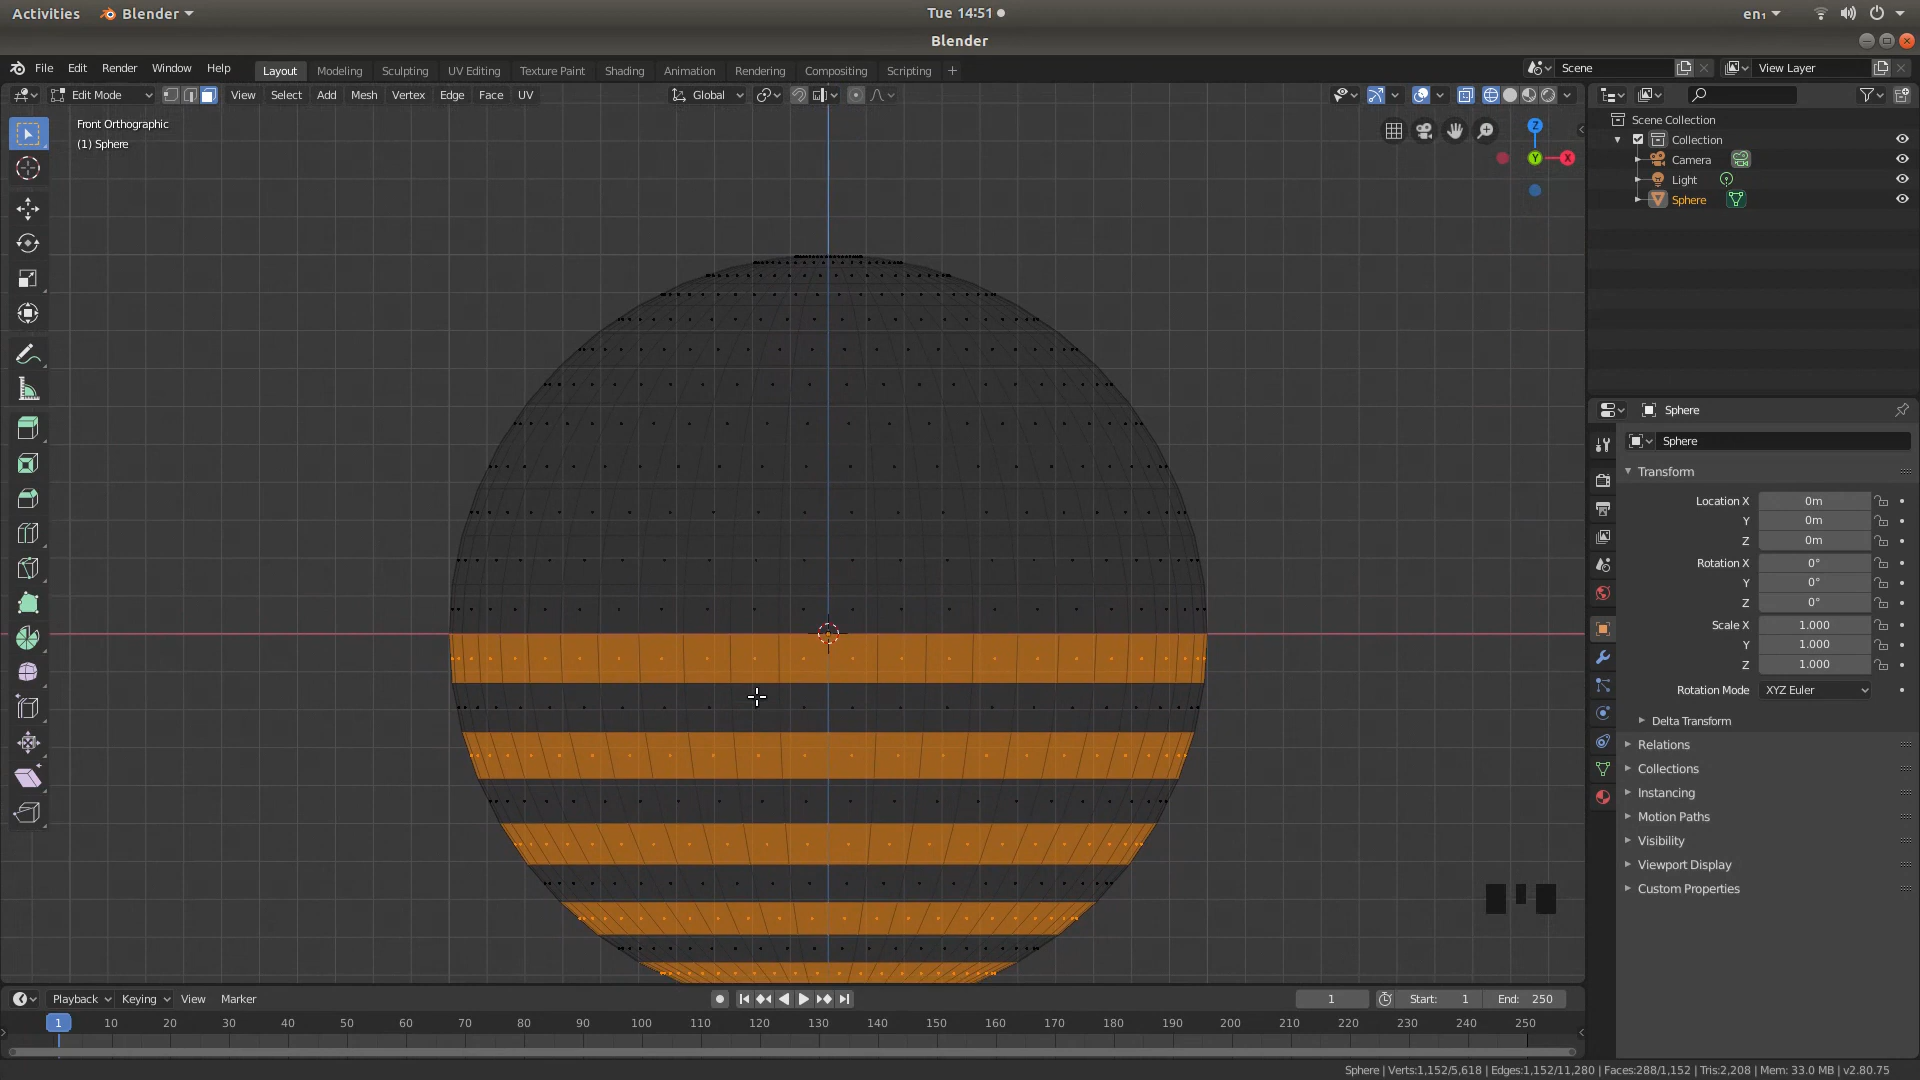 Activities Blender Tue 14:51 en₁
Blender
File Edit Render Window Help Layout Modeling Sculpting UV Editing Texture Paint Shading Animation Rendering Compositing Scripting + Scene View Layer
Edit Mode View Select Add Mesh Vertex Edge Face UV Global
Front Orthographic
(1) Sphere
Z
Y X
Scene Collection
Collection
Camera
Light
Sphere
Sphere
Sphere
Transform
Location X 0m
Y 0m
Z 0m
Rotation X 0°
Y 0°
Z 0°
Scale X 1.000
Y 1.000
Z 1.000
Rotation Mode XYZ Euler
Delta Transform
Relations
Collections
Instancing
Motion Paths
Visibility
Viewport Display
Custom Properties
Playback Keying View Marker 1 Start: 1 End: 250
1 10 20 30 40 50 60 70 80 90 100 110 120 130 140 150 160 170 180 190 200 210 220 230 240 250
Sphere | Verts:1,152/5,618 | Edges:1,152/11,280 | Faces:288/1,152 | Tris:2,208 | Mem: 33.0 MB | v2.80.75